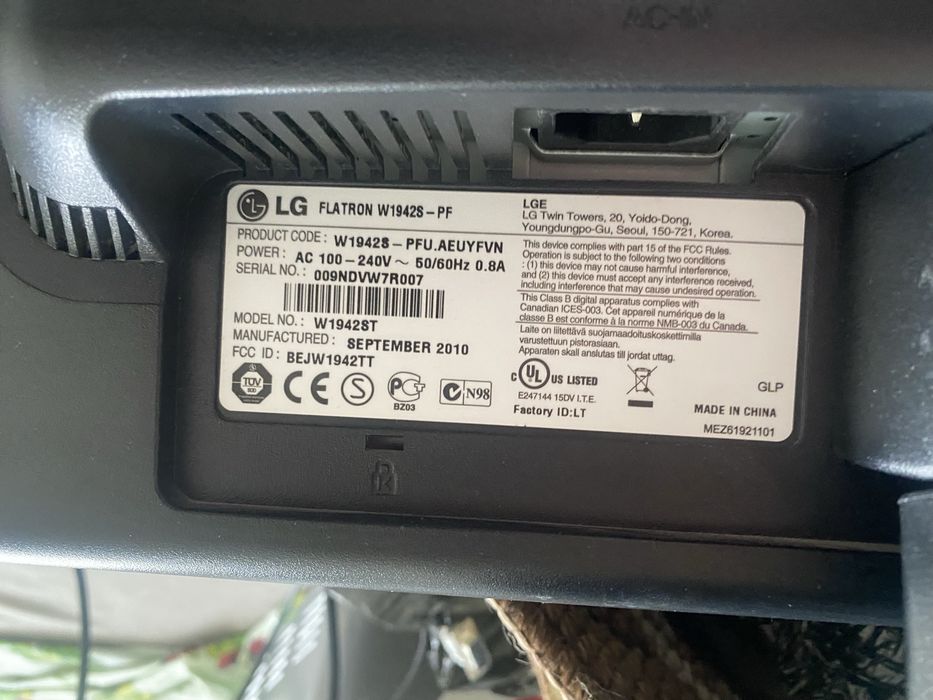 AC-IN
LG FLATRON W1942S-PF
PRODUCT CODE : W1942S-PFU.AEUYFVN
POWER : AC 100-240V ~ 50/60Hz 0.8A
SERIAL NO. : 009NDVW7R007
MODEL NO. : W1942ST
MANUFACTURED : SEPTEMBER 2010
FCC ID : BEJW1942TT
TÜV
CE
S
PCT
BZ03
N98
LGE
LG Twin Towers, 20, Yoido-Dong,
Youngdungpo-Gu, Seoul, 150-721, Korea.
This device complies with part 15 of the FCC Rules.
Operation is subject to the following two conditions
: (1) this device may not cause harmful interference,
and (2) this device must accept any interference received,
including interference that may cause undesired operation.
This Class B digital apparatus complies with
Canadian ICES-003. Cet appareil numérique de la
classe B est conforme à la norme NMB-003 du Canada.
Laite on liitettävä suojamaadoituskoskettimilla
varustettuun pistorasiaan.
Apparaten skall anslutas till jordat uttag.
C UL US LISTED
E247144 15DV I.T.E.
Factory ID:LT
GLP
MADE IN CHINA
MEZ61921101